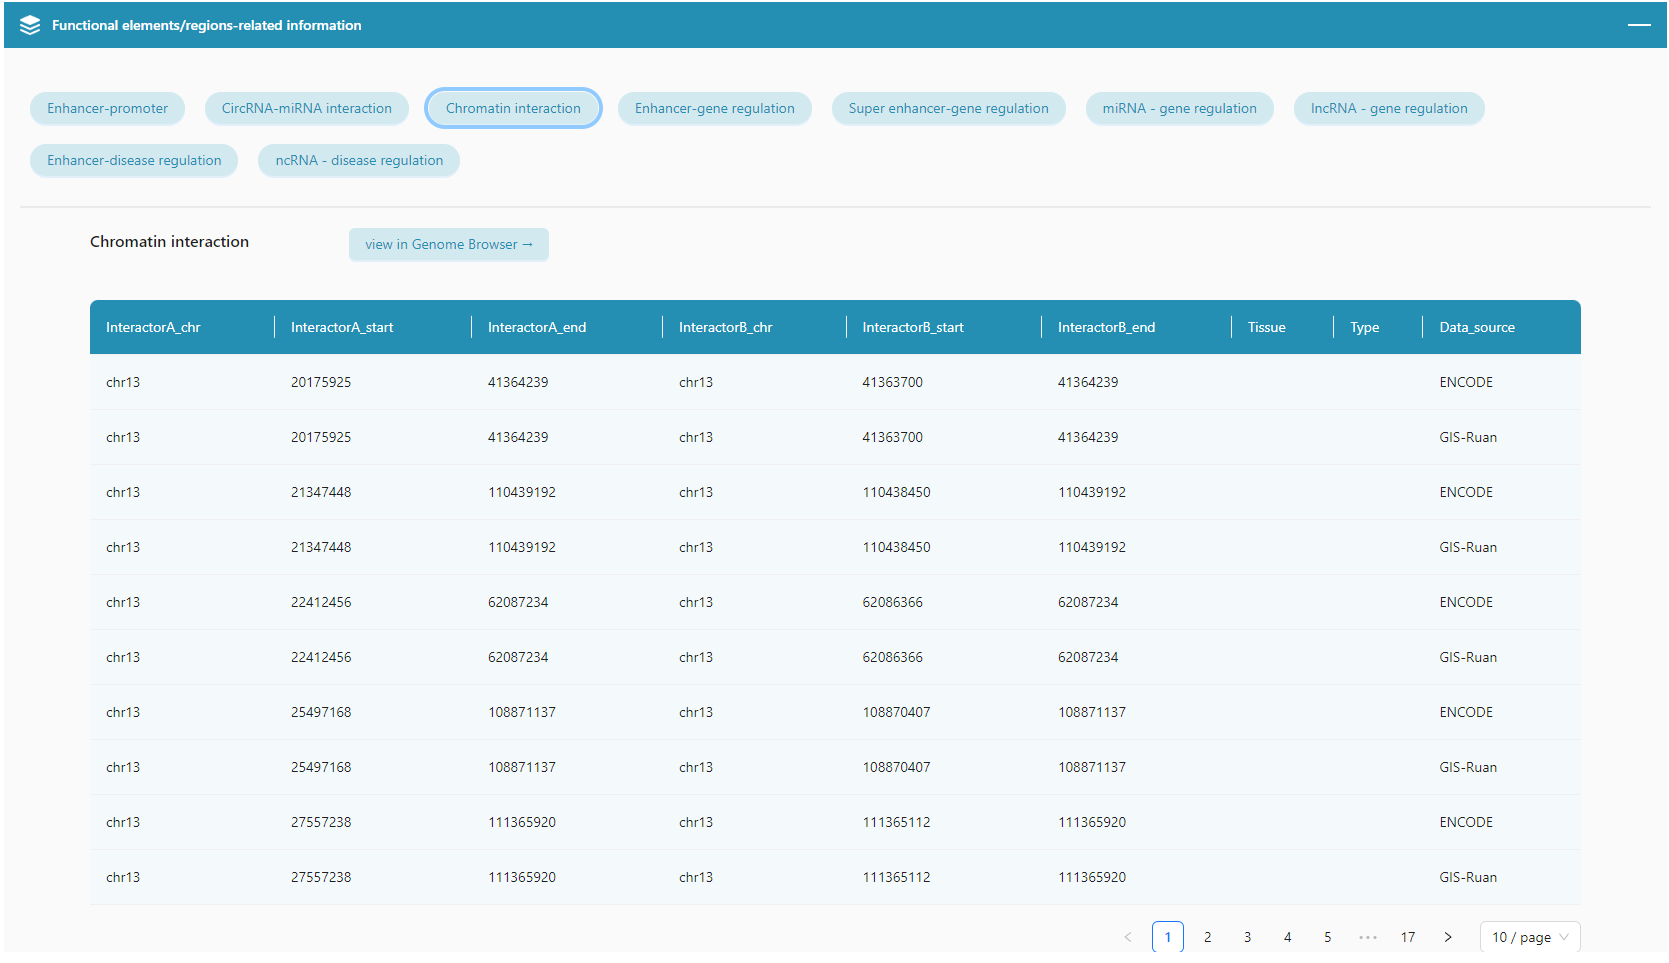 Functional elements/regions-related information
Enhancer-promoter CircRNA-miRNA interaction Chromatin interaction Enhancer-gene regulation Super enhancer-gene regulation miRNA - gene regulation lncRNA - gene regulation
Enhancer-disease regulation ncRNA - disease regulation
Chromatin interaction view in Genome Browser →
InteractorA_chr InteractorA_start InteractorA_end InteractorB_chr InteractorB_start InteractorB_end Tissue Type Data_source
chr13 20175925 41364239 chr13 41363700 41364239 ENCODE
chr13 20175925 41364239 chr13 41363700 41364239 GIS-Ruan
chr13 21347448 110439192 chr13 110438450 110439192 ENCODE
chr13 21347448 110439192 chr13 110438450 110439192 GIS-Ruan
chr13 22412456 62087234 chr13 62086366 62087234 ENCODE
chr13 22412456 62087234 chr13 62086366 62087234 GIS-Ruan
chr13 25497168 108871137 chr13 108870407 108871137 ENCODE
chr13 25497168 108871137 chr13 108870407 108871137 GIS-Ruan
chr13 27557238 111365920 chr13 111365112 111365920 ENCODE
chr13 27557238 111365920 chr13 111365112 111365920 GIS-Ruan
< 1 2 3 4 5 ••• 17 > 10 / page